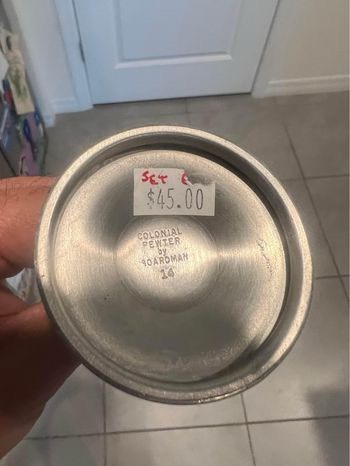 SET
$45.00
COLONIAL
PEWTER
by
BOARDMAN
14